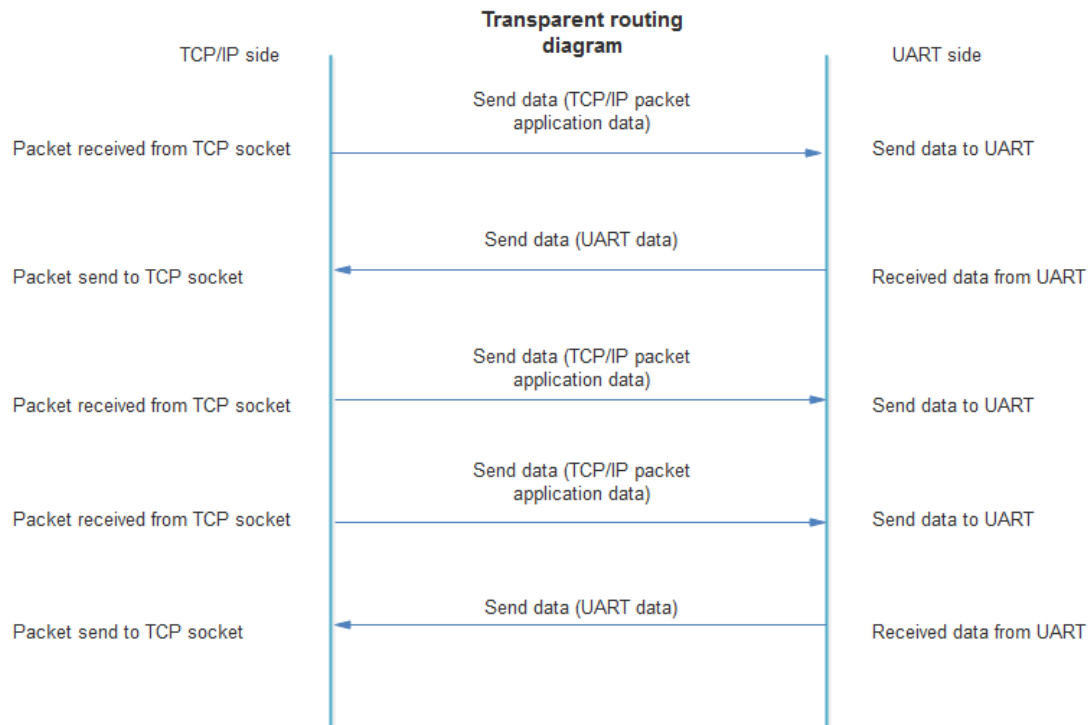 Transparent routing
diagram
TCP/IP side
UART side
Send data (TCP/IP packet
application data)
Packet received from TCP socket
Send data to UART
Send data (UART data)
Packet send to TCP socket
Received data from UART
Send data (TCP/IP packet
application data)
Packet received from TCP socket
Send data to UART
Send data (TCP/IP packet
application data)
Packet received from TCP socket
Send data to UART
Send data (UART data)
Packet send to TCP socket
Received data from UART